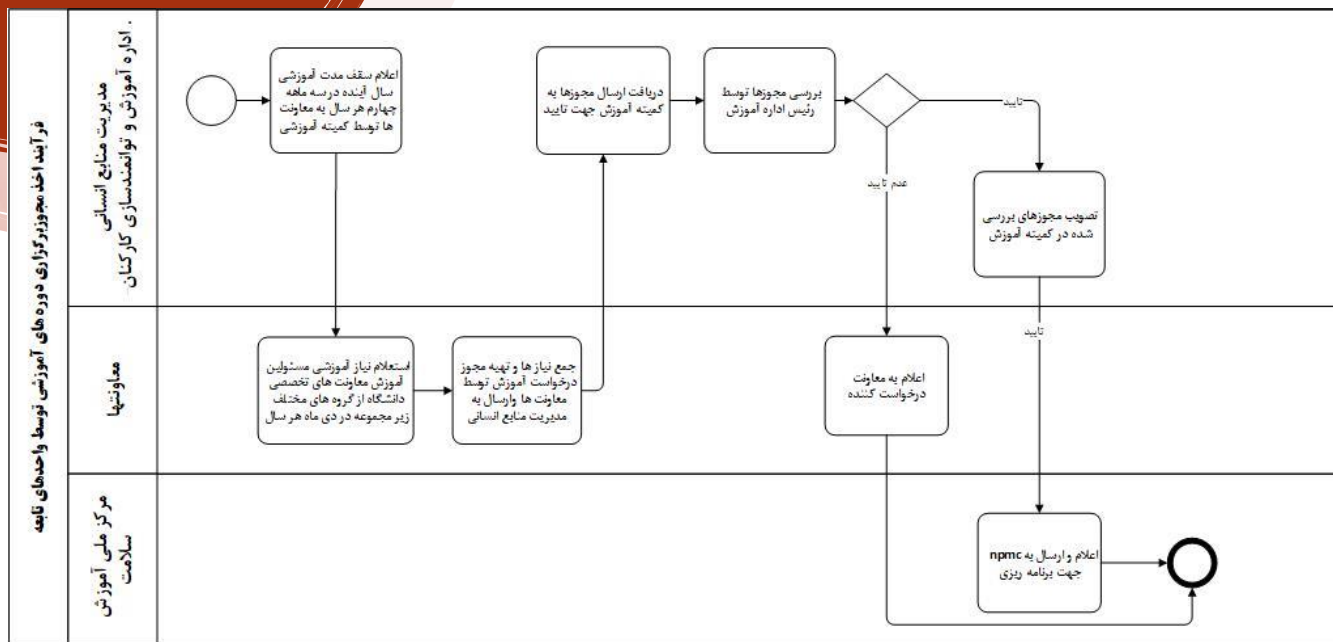 فرآیند اخذ مجوزبرگزاری دوره های آموزشی توسط واحدهای تابعه
مدیریت منابع انسانی
. اداره آموزش و توانمندسازی کارکنان
اعلام سقف مدت آموزشی
سال آینده در سه ماهه
چهارم هر سال به معاونت
ها توسط کمیته آموزشی
دریافت ارسال مجوزها به
کمیته آموزش جهت تایید
بررسی مجوزها توسط
رئیس اداره آموزش
تایید
عدم تایید
تصویب مجوزهای بررسی
شده در کمیته آموزش
تایید
معاونتها
استعلام نیاز آموزشی مسئولین
آموزش معاونت های تخصصی
دانشگاه از گروه های مختلف
زیر مجموعه در دی ماه هر سال
جمع نیاز ها و تهیه مجوز
درخواست آموزش توسط
معاونت ها وارسال به
مدیریت منابع انسانی
اعلام به معاونت
درخواست کننده
مرکز ملی آموزش
سلامت
اعلام و ارسال به npmc
جهت برنامه ریزی